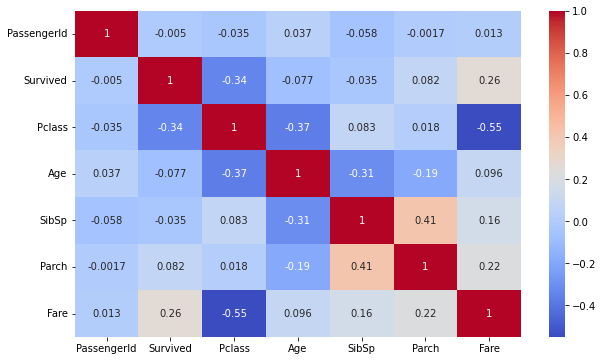 PassengerId 1 -0.005 -0.035 0.037 -0.058 -0.0017 0.013
Survived -0.005 1 -0.34 -0.077 -0.035 0.082 0.26
Pclass -0.035 -0.34 1 -0.37 0.083 0.018 -0.55
Age 0.037 -0.077 -0.37 1 -0.31 -0.19 0.096
SibSp -0.058 -0.035 0.083 -0.31 1 0.41 0.16
Parch -0.0017 0.082 0.018 -0.19 0.41 1 0.22
Fare 0.013 0.26 -0.55 0.096 0.16 0.22 1
PassengerId Survived Pclass Age SibSp Parch Fare
1.0
0.8
0.6
0.4
0.2
0.0
−0.2
−0.4